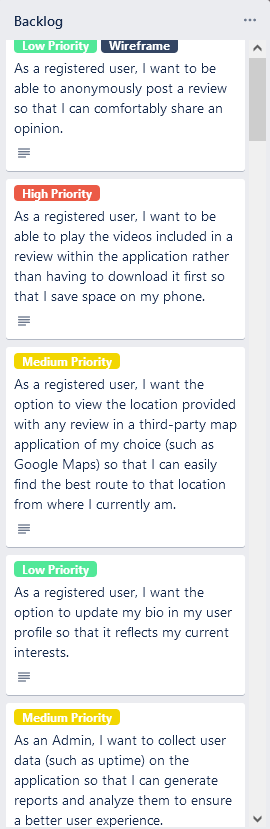 Backlog
Low Priority Wireframe
As a registered user, I want to be
able to anonymously post a review
so that I can comfortably share an
opinion.
High Priority
As a registered user, I want to be
able to play the videos included in a
review within the application rather
than having to download it first so
that I save space on my phone.
Medium Priority
As a registered user, I want the
option to view the location provided
with any review in a third-party map
application of my choice (such as
Google Maps) so that I can easily
find the best route to that location
from where I currently am.
Low Priority
As a registered user, I want the
option to update my bio in my user
profile so that it reflects my current
interests.
Medium Priority
As an Admin, I want to collect user
data (such as uptime) on the
application so that I can generate
reports and analyze them to ensure
a better user experience.